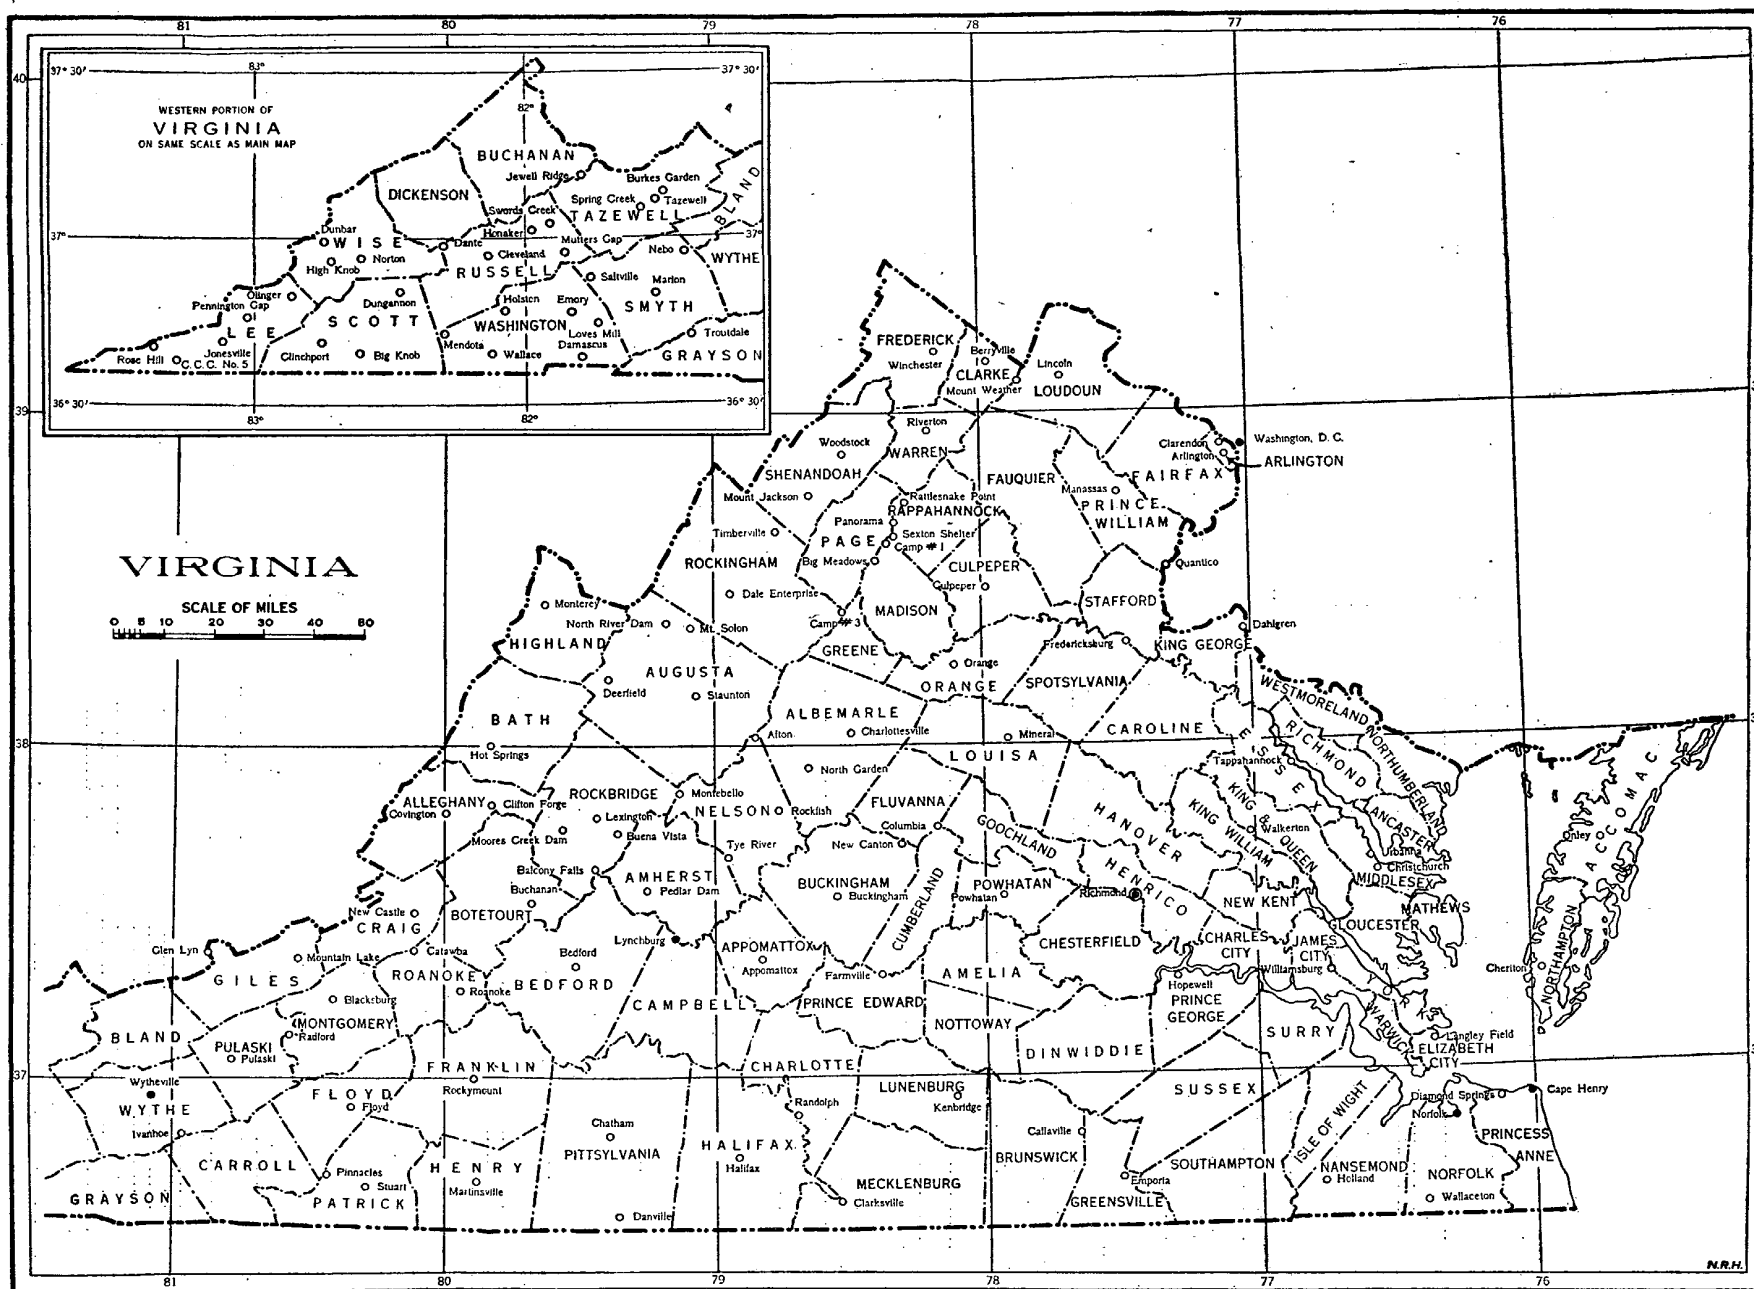 81 80 79 78 77 76
40
37° 30' 83° 37° 30'
WESTERN PORTION OF
VIRGINIA
ON SAME SCALE AS MAIN MAP
82°
BUCHANAN
Jewell Ridge
Burkes Garden
DICKENSON
Spring Creek
Tazewell
BLAND
Swords Creek
TAZEWELL
Dunbar
Honaker
37° 37°
WISE
Dante
Mutters Gap
Norton
Cleveland
Nebo
WYTHE
High Knob
RUSSELL
Saltville
Marion
Olinger
Pennington Gap
Dungannon
Holston
Emory
SMYTH
LEE
SCOTT
WASHINGTON
Loves Mill
Troutdale
Jonesville
Mendota
Damascus
Rose Hill
C.C.C. No. 5
Clinchport
Big Knob
Wallace
GRAYSON
36° 30' 36° 30'
83° 82°
FREDERICK
Berryville
Winchester
CLARKE
Lincoln
Mount Weather
LOUDOUN
39
Riverton
Woodstock
WARREN
Clarendon
Washington, D. C.
Arlington
ARLINGTON
SHENANDOAH
FAUQUIER
FAIRFAX
Mount Jackson
Rattlesnake Point
Manassas
RAPPAHANNOCK
PRINCE
WILLIAM
Panorama
Timberville
Sexton Shelter
PAGE
Camp #1
ROCKINGHAM
Big Meadows
CULPEPER
Quantico
VIRGINIA
Culpeper
Dale Enterprise
MADISON
STAFFORD
SCALE OF MILES
0 5 10 20 30 40 50
Monterey
North River Dam
Mt. Solon
Camp #3
Dahlgren
HIGHLAND
GREENE
Fredericksburg
KING GEORGE
AUGUSTA
Orange
Deerfield
Staunton
ORANGE
SPOTSYLVANIA
WESTMORELAND
BATH
ALBEMARLE
CAROLINE
RICHMOND
Afton
Charlottesville
Mineral
ESSEX
NORTHUMBERLAND
38
Hot Springs
LOUISA
Tappahannock
North Garden
ACCOMAC
ALLEGHANY
Clifton Forge
ROCKBRIDGE
Montebello
NELSON
Rockfish
FLUVANNA
KING & QUEEN
Covington
Lexington
Columbia
GOOCHLAND
HANOVER
KING WILLIAM
Walkerton
LANCASTER
Onley
Moores Creek Dam
Buena Vista
Tye River
New Canton
Urbanna
Christchurch
Balcony Falls
AMHERST
BUCKINGHAM
HENRICO
MIDDLESEX
Buchanan
Pedlar Dam
Buckingham
CUMBERLAND
POWHATAN
Powhatan
Richmond
NEW KENT
MATHEWS
New Castle
BOTETOURT
GLOUCESTER
CRAIG
CHESTERFIELD
CHARLES
CITY
JAMES
CITY
NORTHAMPTON
Lynchburg
APPOMATTOX
Glen Lyn
Mountain Lake
Catawba
Bedford
Appomattox
Farmville
AMELIA
Williamsburg
Cheriton
GILES
ROANOKE
BEDFORD
Hopewell
Blacksburg
Roanoke
CAMPBELL
PRINCE EDWARD
PRINCE
GEORGE
YORK
MONTGOMERY
NOTTOWAY
WARWICK
BLAND
Radford
SURRY
Langley Field
PULASKI
Pulaski
DINWIDDIE
ELIZABETH
CITY
FRANKLIN
CHARLOTTE
37
Wytheville
Rockymount
LUNENBURG
SUSSEX
Cape Henry
FLOYD
Kenbridge
Diamond Springs
WYTHE
Floyd
Randolph
ISLE OF WIGHT
Norfolk
Ivanhoe
Chatham
Callaville
HALIFAX
PRINCESS
ANNE
PITTSYLVANIA
CARROLL
Pinnacles
HENRY
Halifax
BRUNSWICK
SOUTHAMPTON
NANSEMOND
Stuart
Martinsville
Emporia
Holland
NORFOLK
GRAYSON
PATRICK
MECKLENBURG
GREENSVILLE
Wallaceton
Clarksville
Danville
N.R.H.
81 80 79 78 77 76